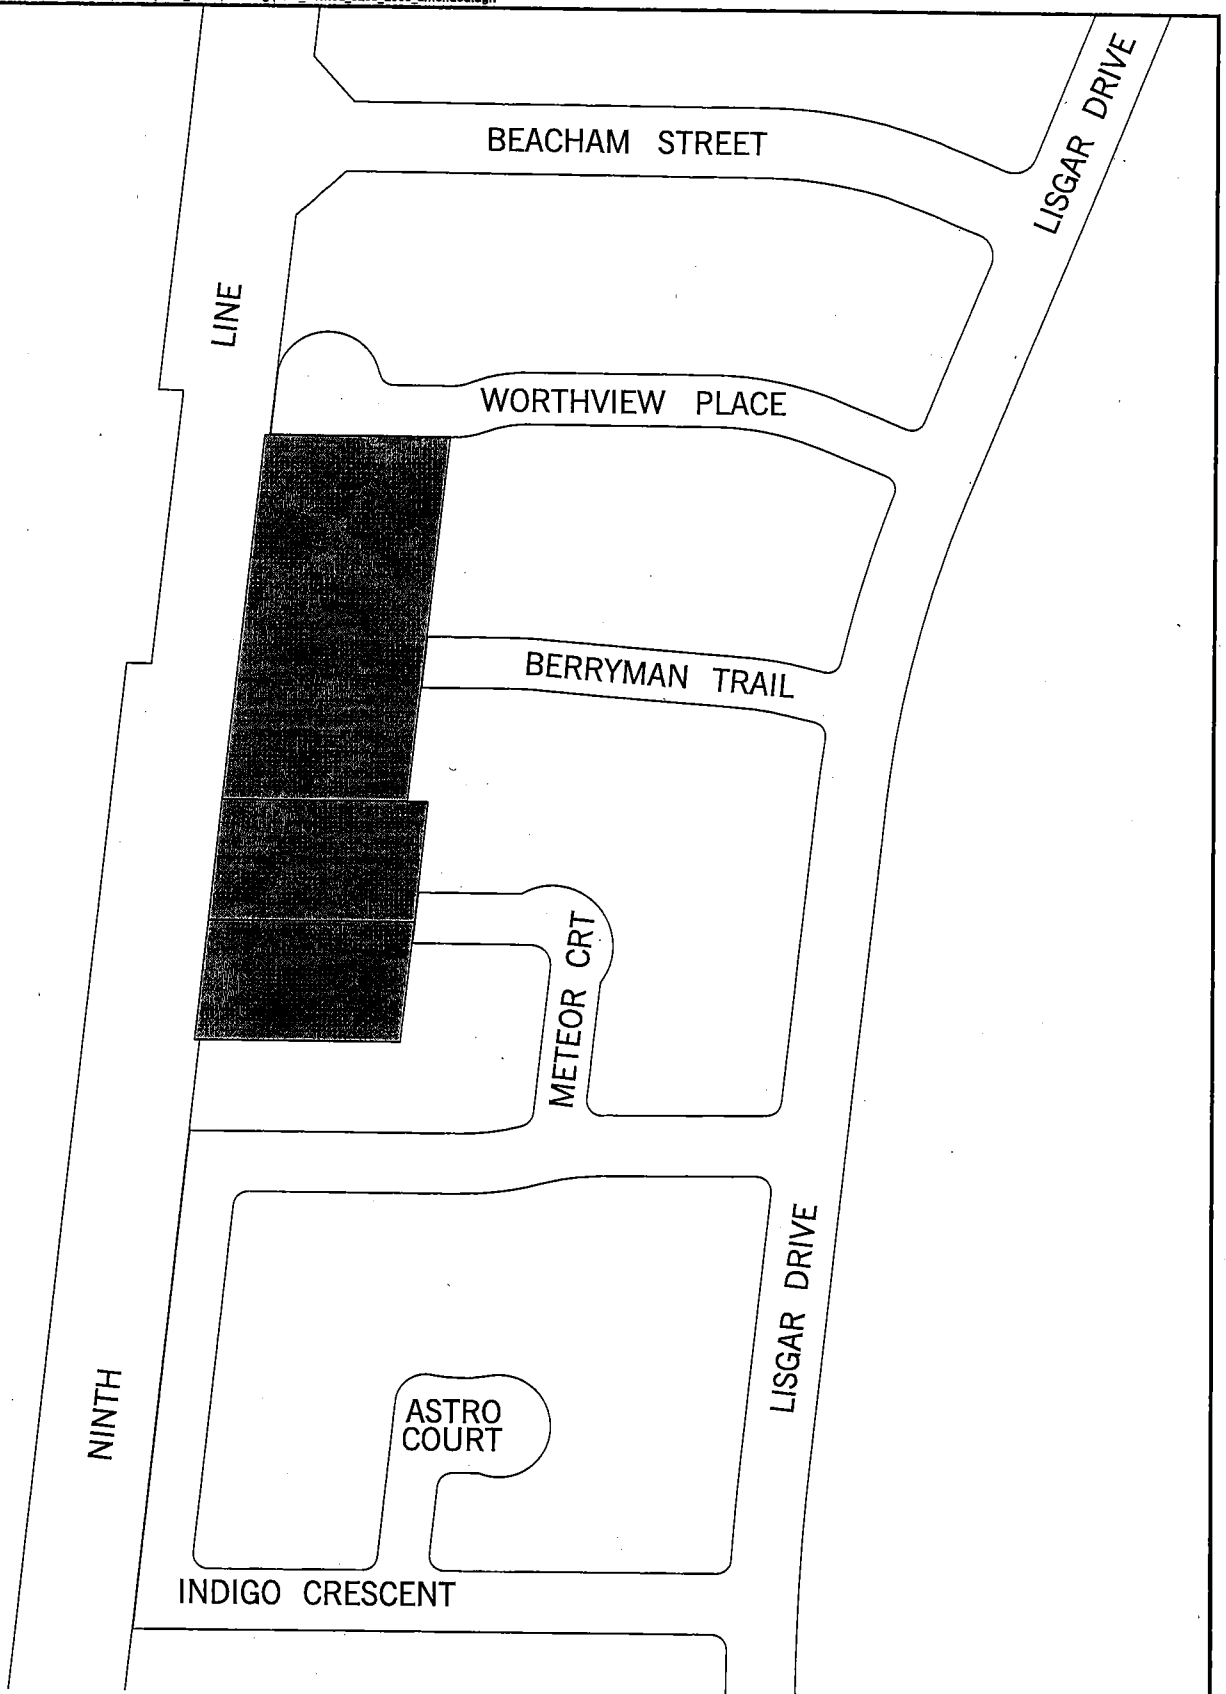 BEACHAM STREET
LISGAR DRIVE
LINE
WORTHVIEW PLACE
BERRYMAN TRAIL
METEOR CRT
LISGAR DRIVE
NINTH
ASTRO
COURT
INDIGO CRESCENT